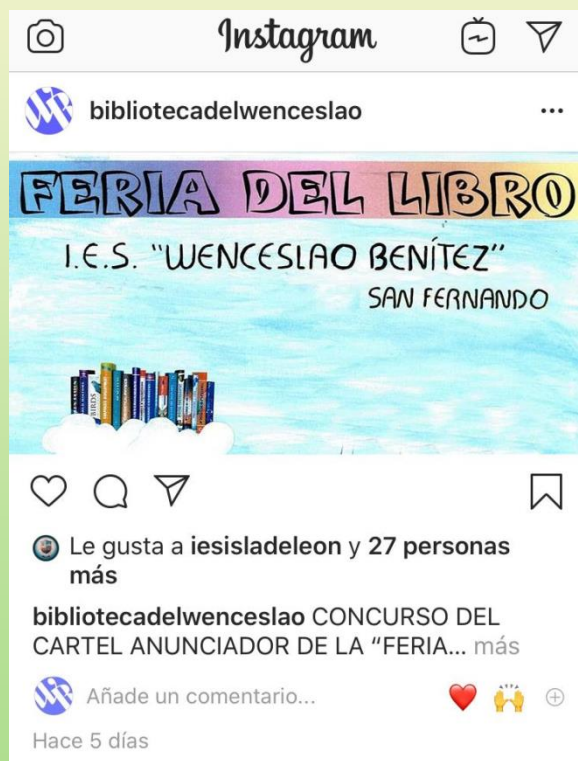 Instagram
bibliotecadelwenceslao
FERIA DEL LIBRO
I.E.S. "WENCESLAO BENÍTEZ"
SAN FERNANDO
BIRDS
Le gusta a iesisladeleon y 27 personas
más
bibliotecadelwenceslao CONCURSO DEL
CARTEL ANUNCIADOR DE LA "FERIA... más
Añade un comentario...
Hace 5 días